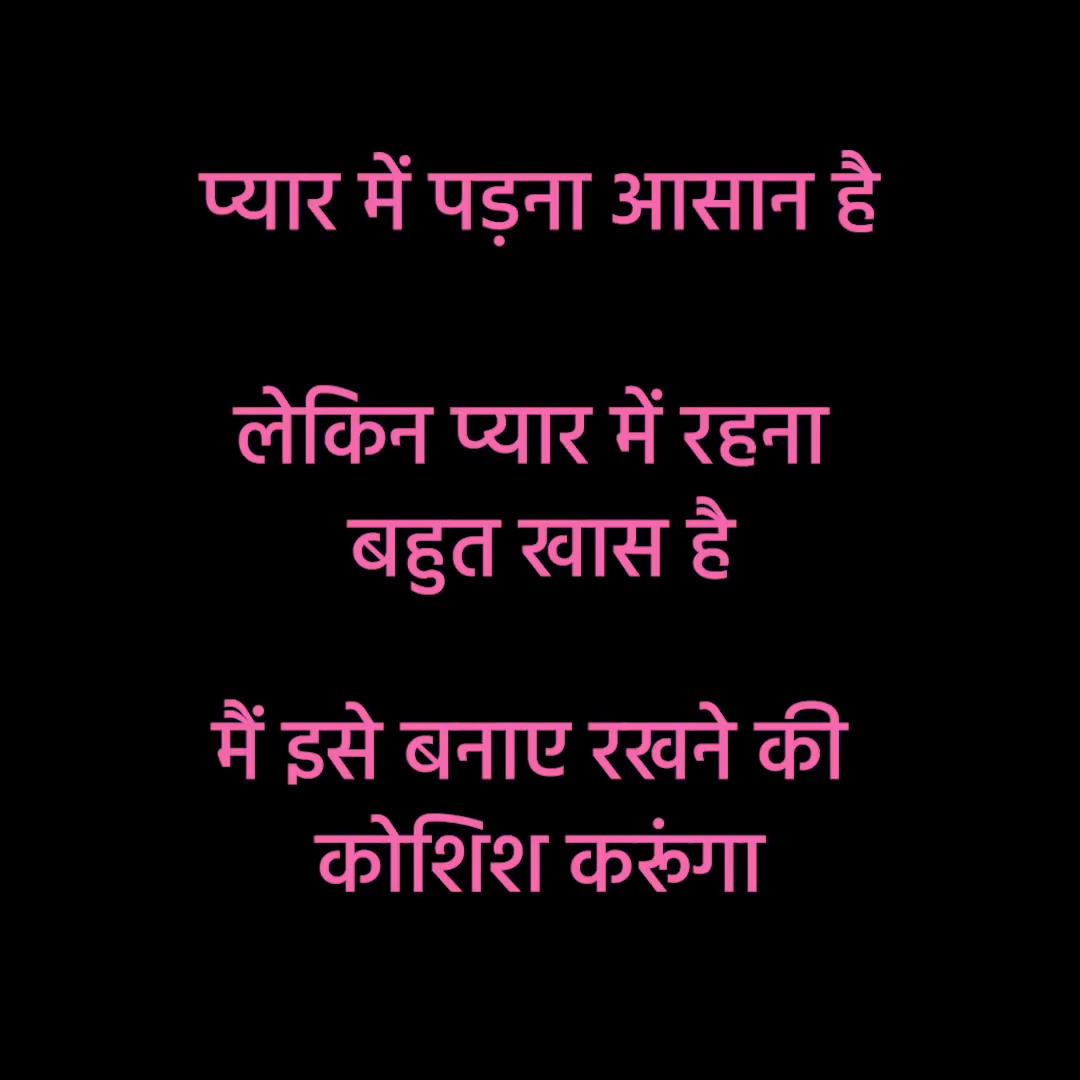 प्यार में पड़ना आसान है
लेकिन प्यार में रहना
बहुत खास है
मैं इसे बनाए रखने की
कोशिश करूंगा